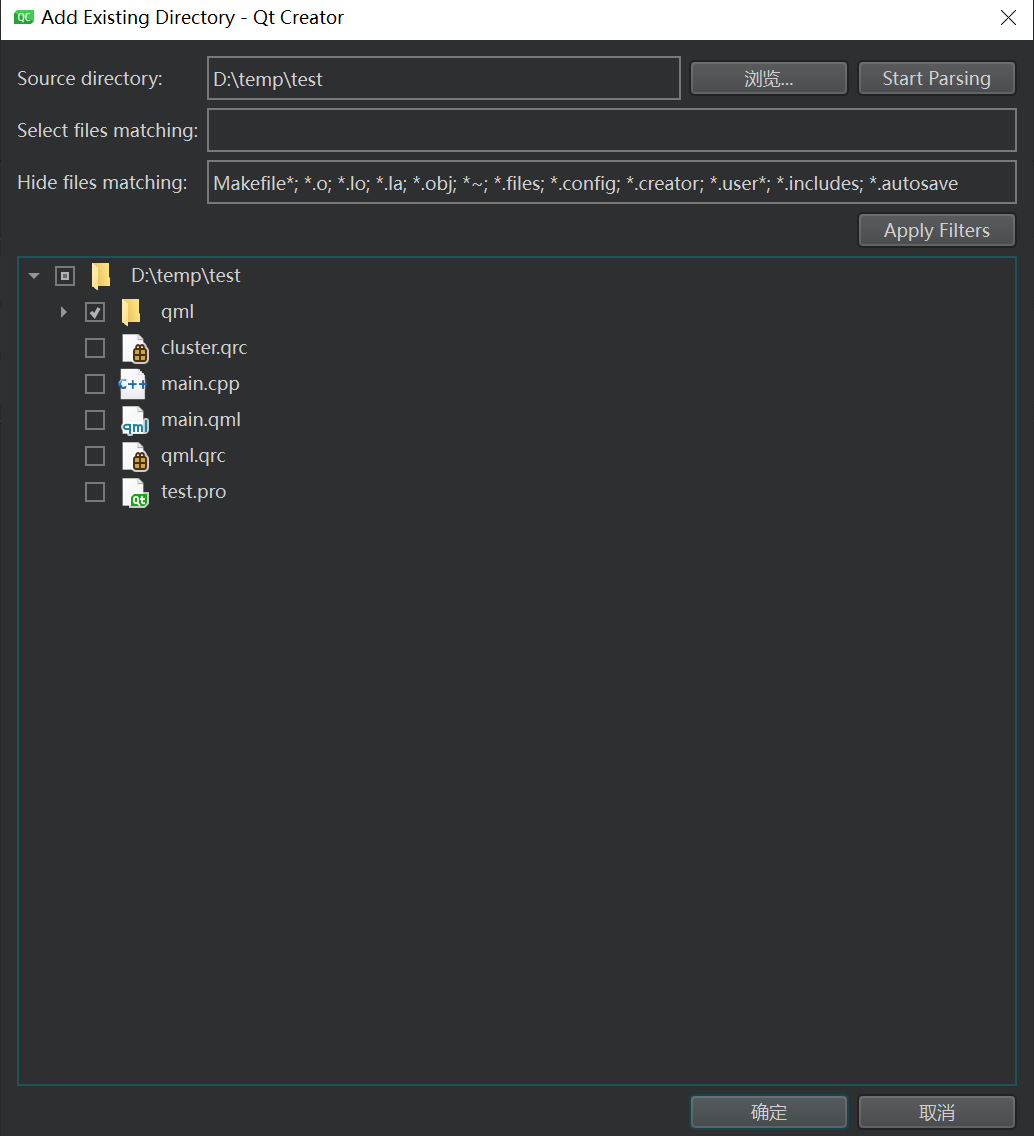 QC Add Existing Directory - Qt Creator
Source directory: D:\temp\test 浏览... Start Parsing
Select files matching:
Hide files matching: Makefile*; *.o; *.lo; *.la; *.obj; *~; *.files; *.config; *.creator; *.user*; *.includes; *.autosave
Apply Filters
D:\temp\test
qml
cluster.qrc
C++ main.cpp
qml main.qml
qml.qrc
Qt test.pro
确定 取消